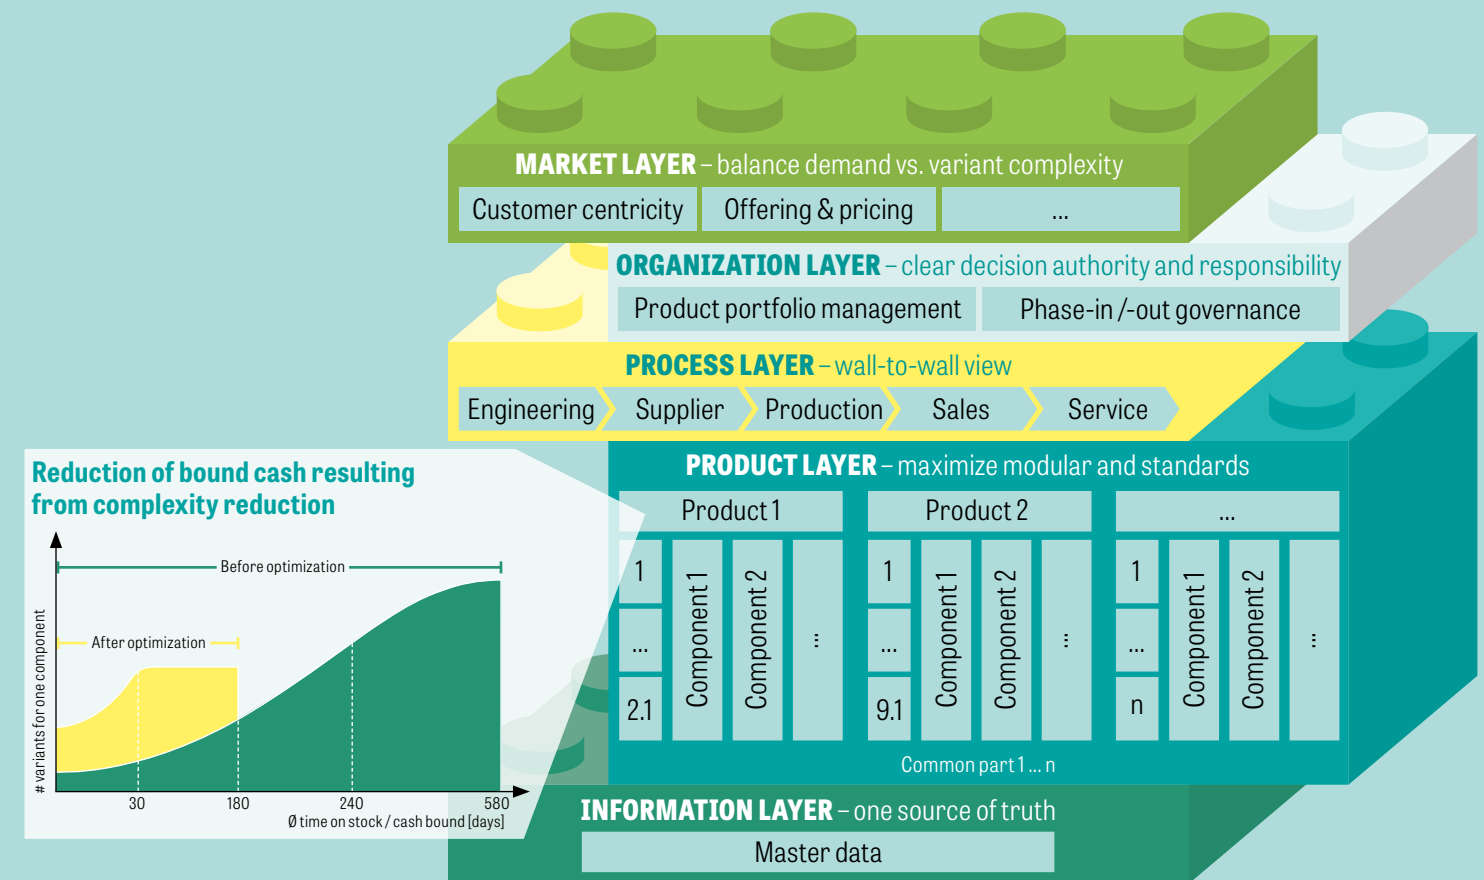 MARKET LAYER – balance demand vs. variant complexity
Customer centricity
Offering & pricing
...
ORGANIZATION LAYER – clear decision authority and responsibility
Product portfolio management
Phase-in /-out governance
PROCESS LAYER – wall-to-wall view
Engineering
Supplier
Production
Sales
Service
PRODUCT LAYER – maximize modular and standards
Product 1
1
...
2.1
Component 1
Component 2
...
Product 2
1
...
9.1
Component 1
Component 2
...
...
1
...
n
Component 1
Component 2
...
Common part 1 ... n
INFORMATION LAYER – one source of truth
Master data
Reduction of bound cash resulting
from complexity reduction
Before optimization
After optimization
# variants for one component
30
180
240
580
Ø time on stock / cash bound [days]